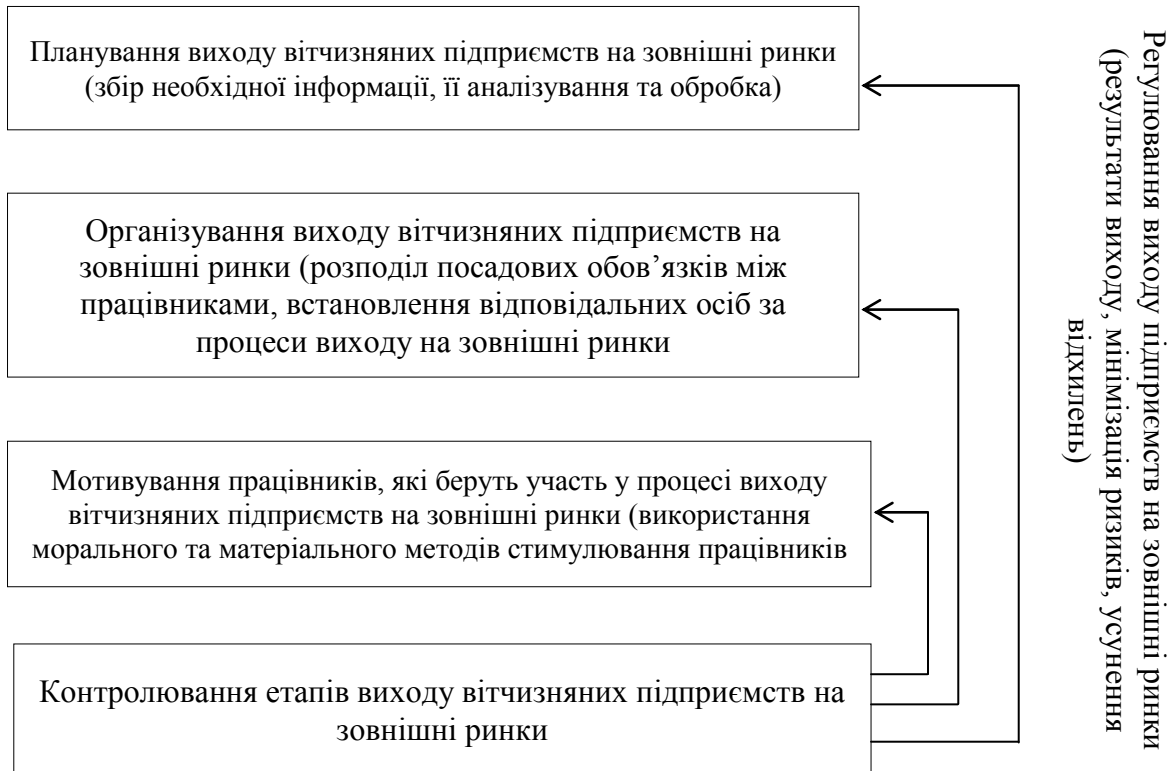 Планування виходу вітчизняних підприємств на зовнішні ринки
(збір необхідної інформації, її аналізування та обробка)
Організування виходу вітчизняних підприємств на
зовнішні ринки (розподіл посадових обов’язків між
працівниками, встановлення відповідальних осіб за
процеси виходу на зовнішні ринки
Мотивування працівників, які беруть участь у процесі виходу
вітчизняних підприємств на зовнішні ринки (використання
морального та матеріального методів стимулювання працівників
Контролювання етапів виходу вітчизняних підприємств на
зовнішні ринки
Регулювання виходу підприємств на зовнішні ринки
(результати виходу, мінімізація ризиків, усунення
відхилень)